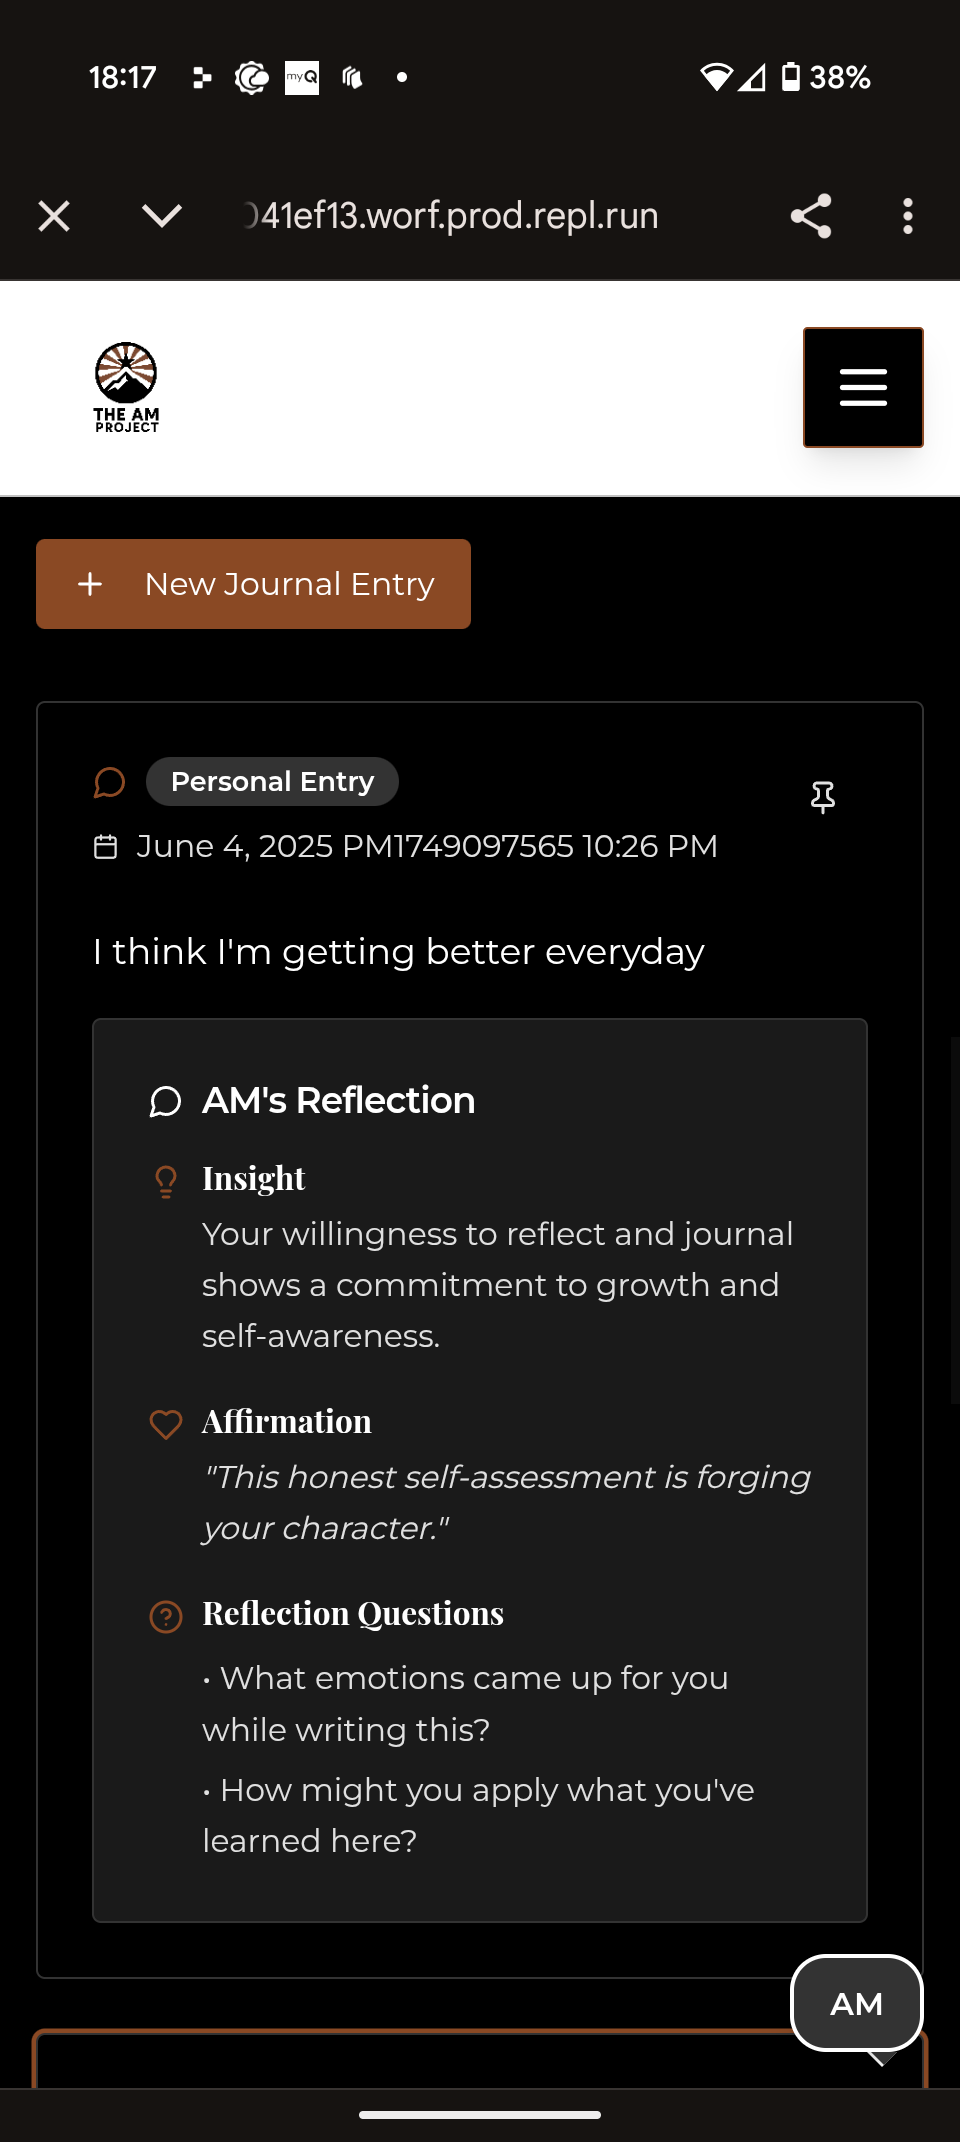 18:17
myQ
38%
41ef13.worf.prod.repl.run
THE AM
PROJECT
New Journal Entry
Personal Entry
June 4, 2025 PM1749097565 10:26 PM
I think I'm getting better everyday
AM's Reflection
Insight
Your willingness to reflect and journal
shows a commitment to growth and
self-awareness.
Affirmation
"This honest self-assessment is forging
your character."
Reflection Questions
• What emotions came up for you
while writing this?
• How might you apply what you've
learned here?
AM